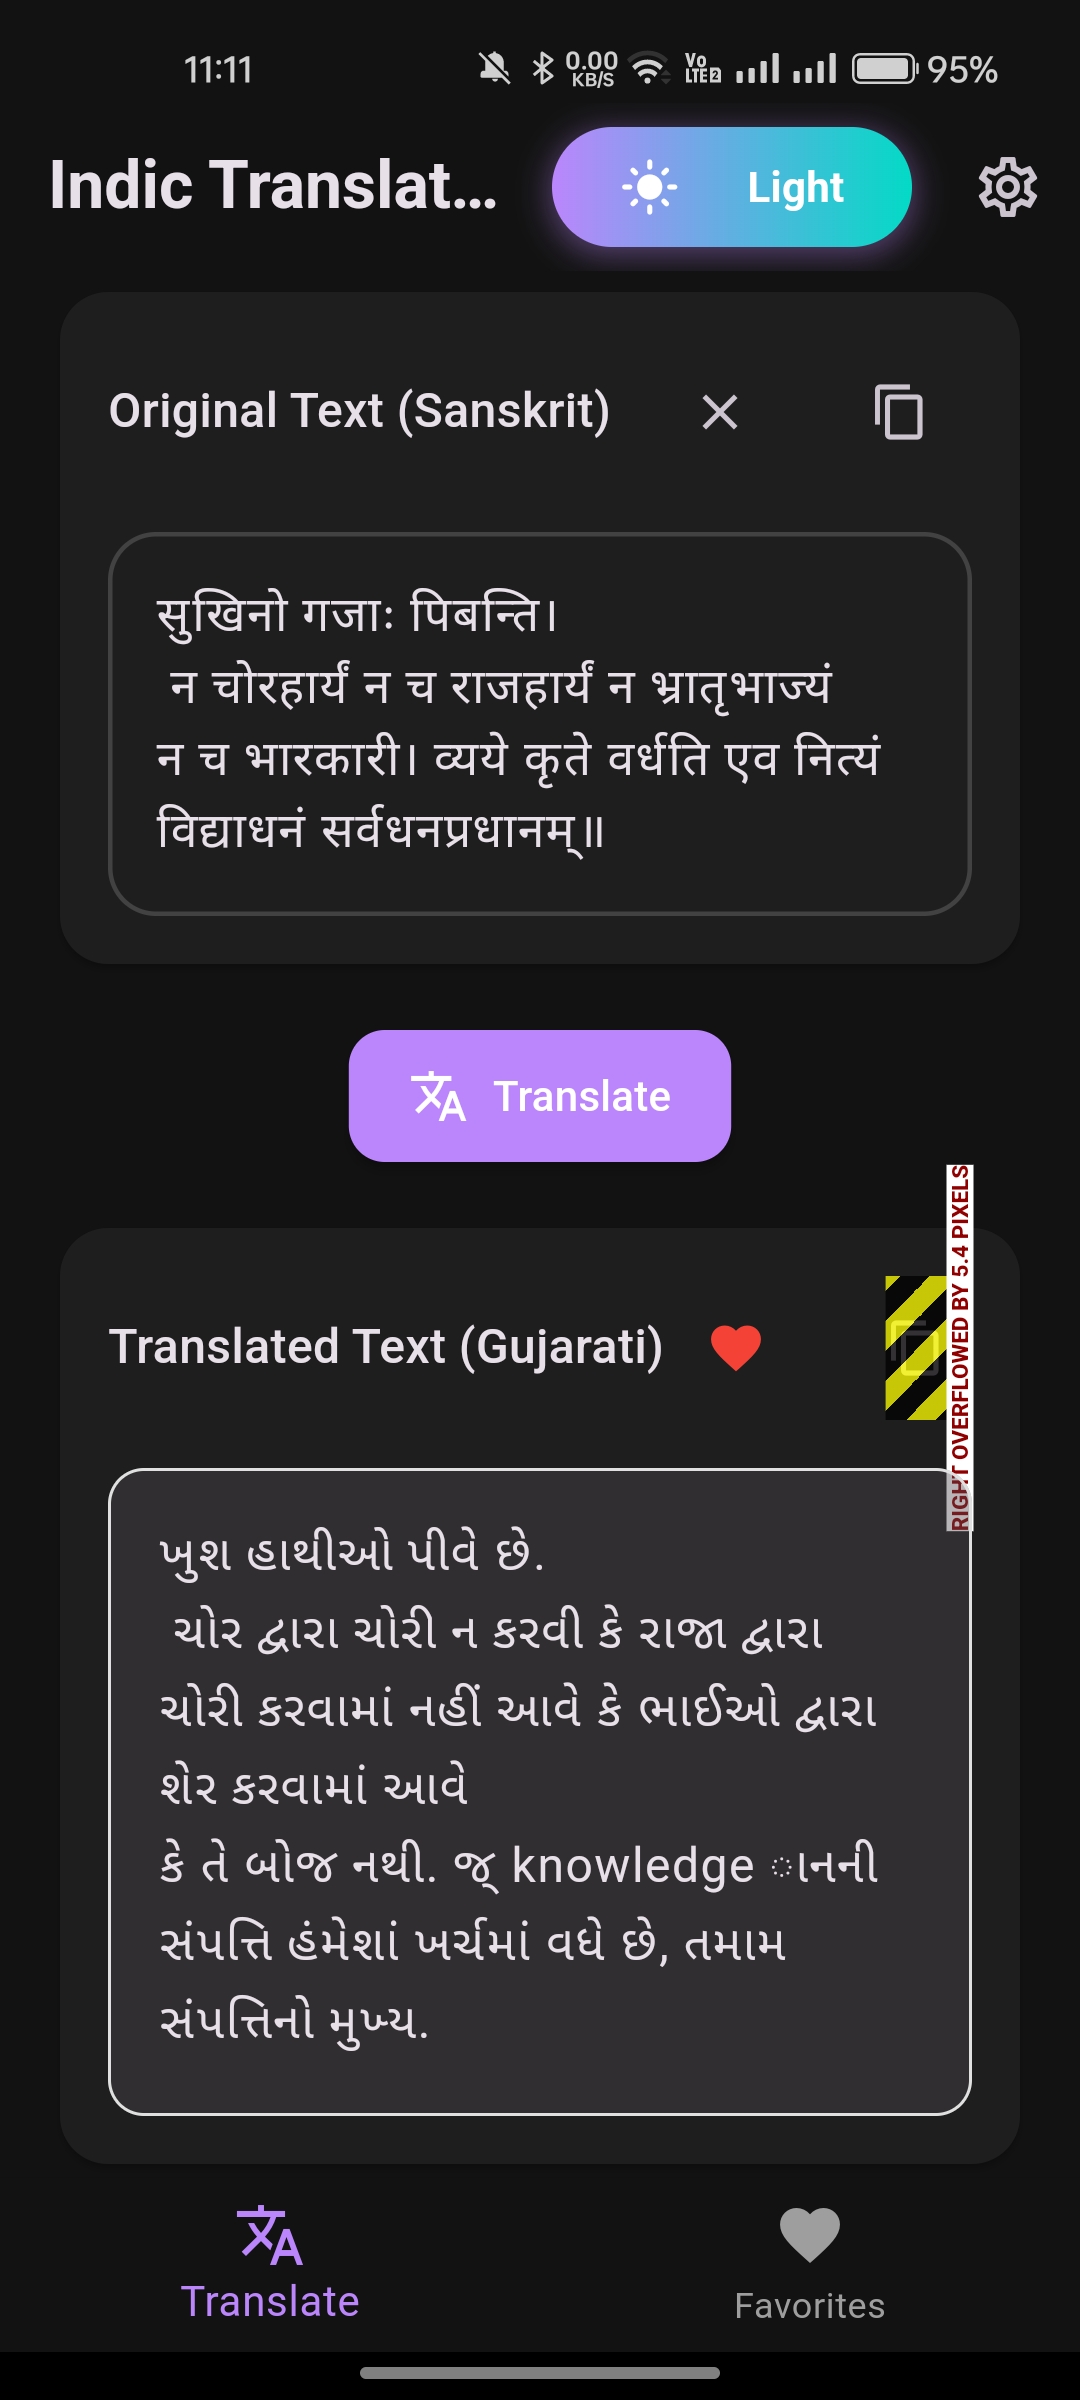 11:11
0.00
KB/S
Vo
LTE 2
95%
Indic Translat...
Light
Original Text (Sanskrit)
सुखिनो गजाः पिबन्ति।
न चोरहार्यं न च राजहार्यं न भ्रातृभाज्यं
न च भारकारी। व्यये कृते वर्धति एव नित्यं
विद्याधनं सर्वधनप्रधानम्॥
Translate
RIGHT OVERFLOWED BY 5.4 PIXELS
Translated Text (Gujarati)
ખુશ હાથીઓ પીવે છે.
ચોર દ્વારા ચોરી ન કરવી કે રાજા દ્વારા
ચોરી કરવામાં નહીં આવે કે ભાઈઓ દ્વારા
શેર કરવામાં આવે
કે તે બોજ નથી. જ્ knowledge ાનની
સંપત્તિ હંમેશાં ખર્ચમાં વધે છે, તમામ
સંપત્તિનો મુખ્ય.
Translate
Favorites